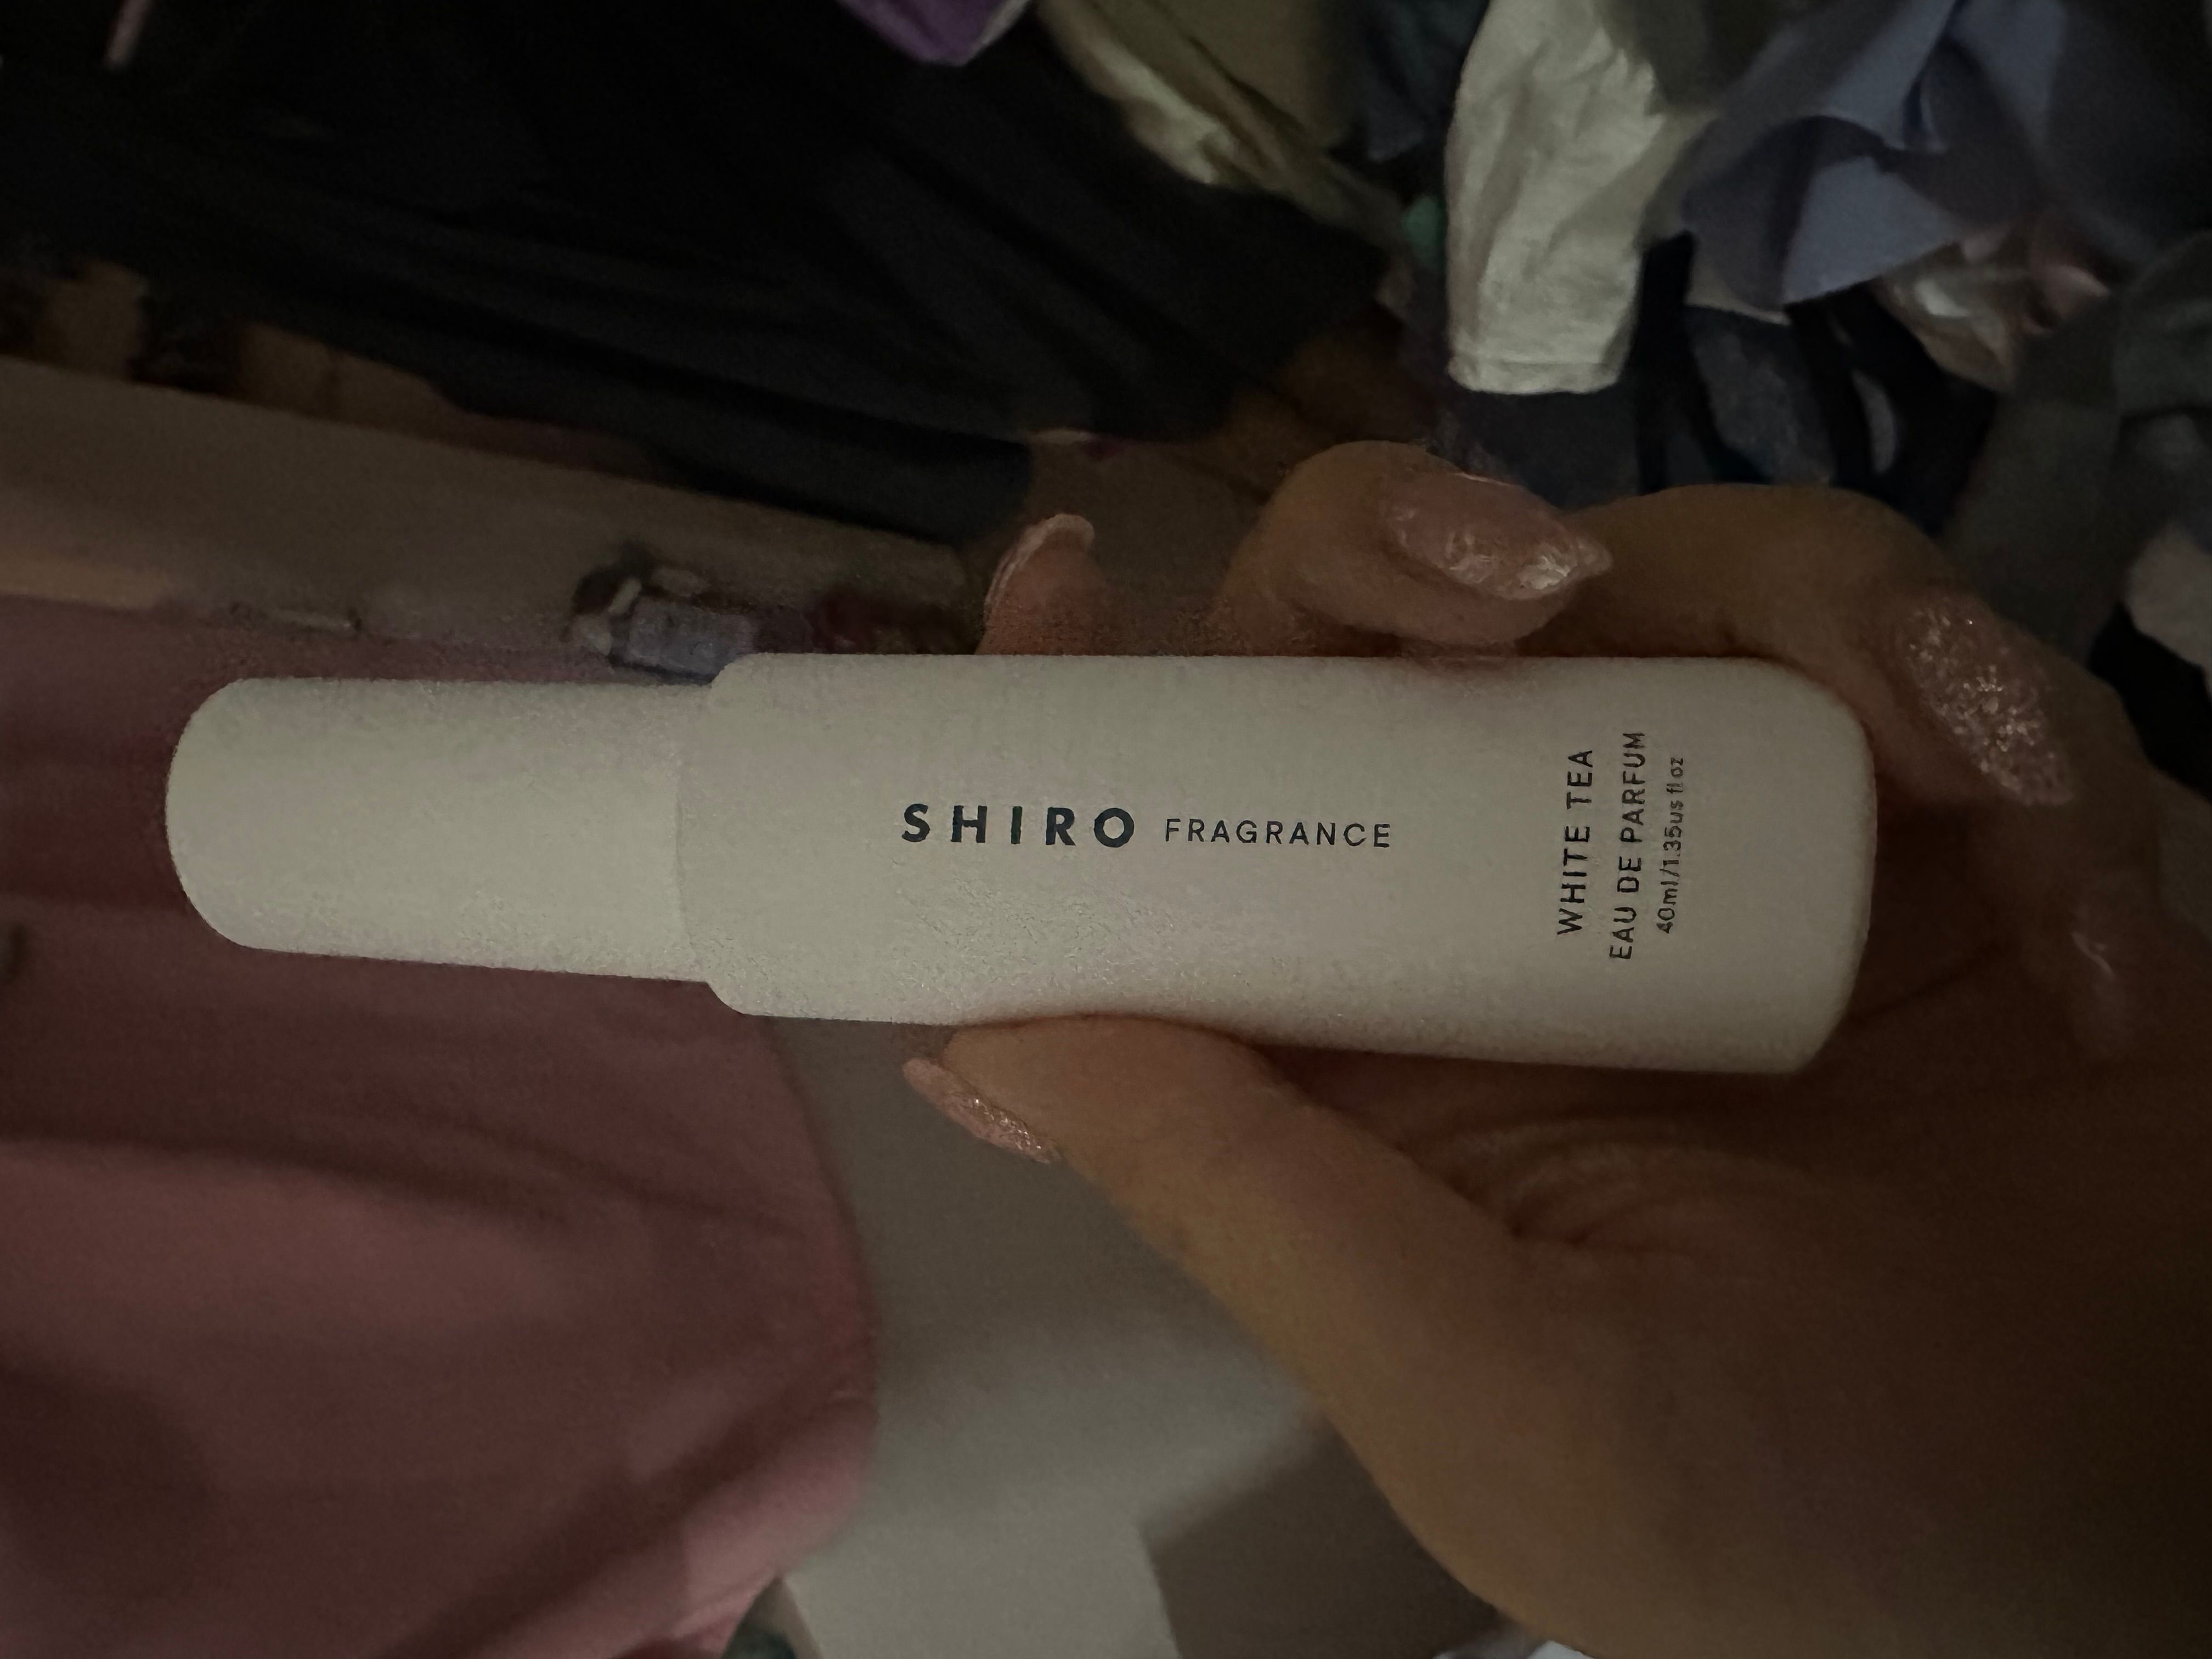 SHIRO FRAGRANCE
WHITE TEA
EAU DE PARFUM
40ml/1.35us fl oz